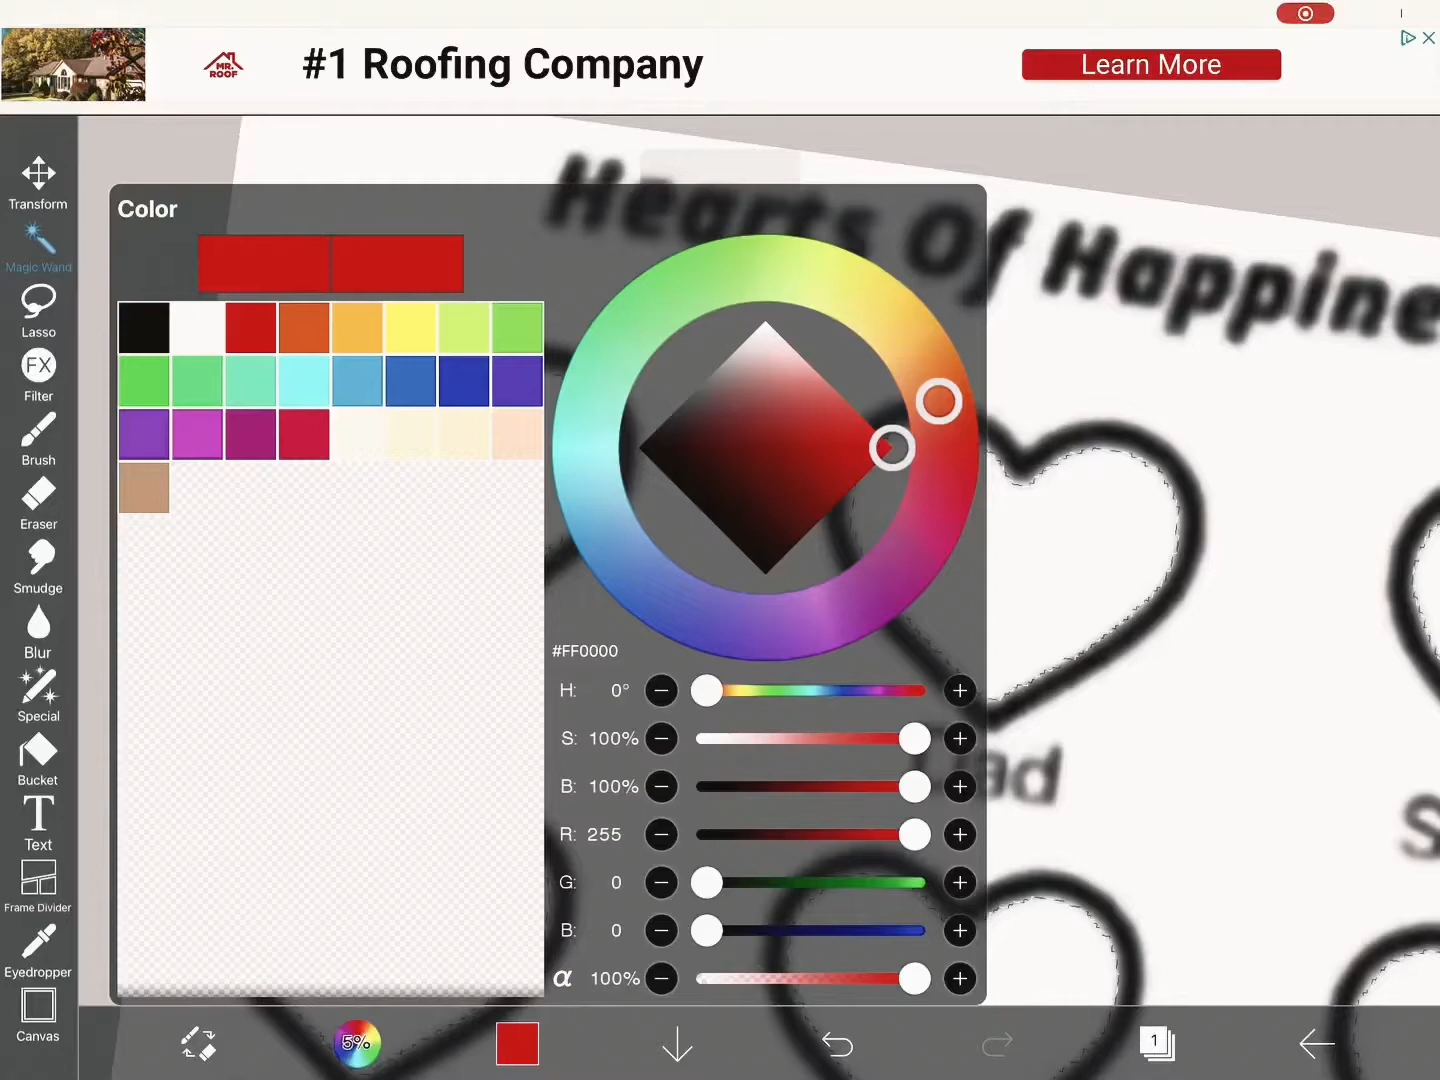 #1 Roofing Company
MR.
ROOF
Learn More
Hearts Of Happine
Color
Transform
Magic Wand
Lasso
FX
Filter
Brush
Eraser
Smudge
Blur
Special
Bucket
T
Text
Frame Divider
Eyedropper
Canvas
#FF0000
H: 0°
S: 100%
B: 100%
R: 255
G: 0
B: 0
α 100%
Dad
S
5%
1